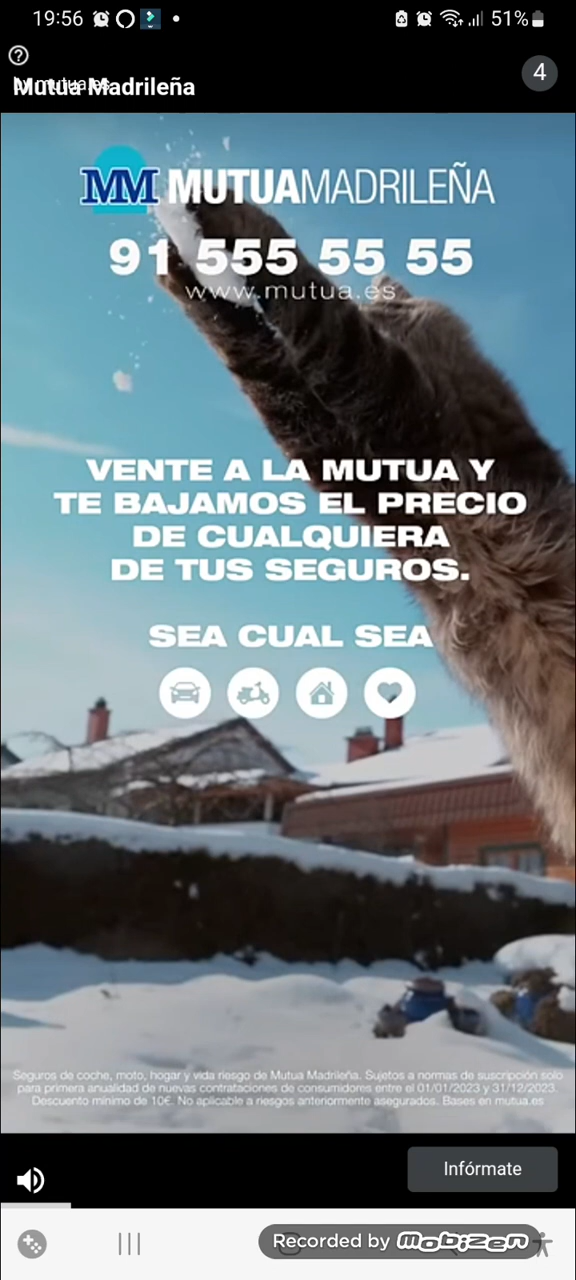 19:56
51%
by mutua.es
Mutua Madrileña
4
MM MUTUAMADRILEÑA
91 555 55 55
www.mutua.es
VENTE A LA MUTUA Y
TE BAJAMOS EL PRECIO
DE CUALQUIERA
DE TUS SEGUROS.
SEA CUAL SEA
Seguros de coche, moto, hogar y vida riesgo de Mutua Madrileña. Sujetos a normas de suscripción solo
para primera anualidad de nuevas contrataciones de consumidores entre el 01/01/2023 y 31/12/2023.
Descuento mínimo de 10€. No aplicable a riesgos anteriormente asegurados. Bases en mutua.es
Infórmate
Recorded by mobizen